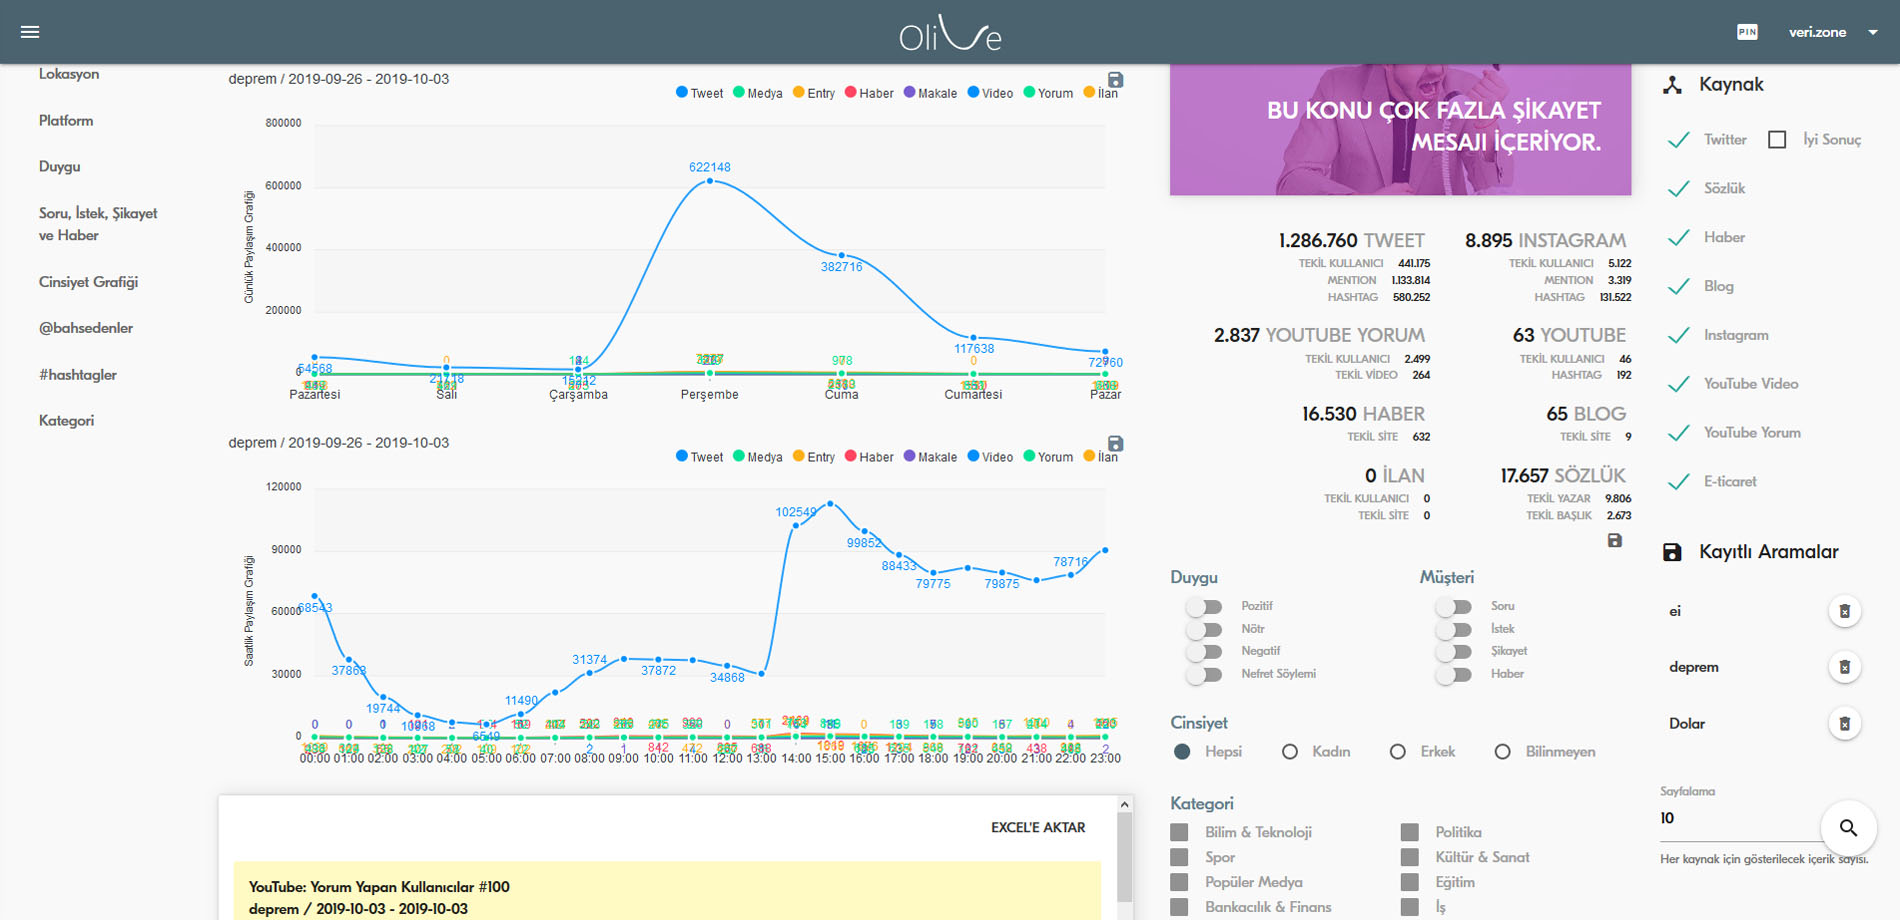 Olive
PIN
veri.zone
Lokasyon
Platform
Duygu
Soru, İstek, Şikayet
ve Haber
Cinsiyet Grafiği
@bahsedenler
#hashtagler
Kategori
deprem / 2019-09-26 - 2019-10-03
Tweet Medya Entry Haber Makale Video Yorum İlan
Günlük Paylaşım Grafiği
800000
600000
400000
200000
0
64568
21718
15212
622148
382716
978
117638
72760
Pazartesi Salı Çarşamba Perşembe Cuma Cumartesi Pazar
deprem / 2019-09-26 - 2019-10-03
Tweet Medya Entry Haber Makale Video Yorum İlan
Saatlik Paylaşım Grafiği
120000
90000
60000
30000
0
68543
37863
19744
10868
6549
11490
31374
37872
34868
102549
99852
88433
79775
79875
78716
00:00 01:00 02:00 03:00 04:00 05:00 06:00 07:00 08:00 09:00 10:00 11:00 12:00 13:00 14:00 15:00 16:00 17:00 18:00 19:00 20:00 21:00 22:00 23:00
EXCEL'E AKTAR
YouTube: Yorum Yapan Kullanıcılar #100
deprem / 2019-10-03 - 2019-10-03
BU KONU ÇOK FAZLA ŞİKAYET
MESAJI İÇERİYOR.
1.286.760 TWEET
TEKİL KULLANICI 441.175
MENTION 1.133.814
HASHTAG 580.252
8.895 INSTAGRAM
TEKİL KULLANICI 5.122
MENTION 3.319
HASHTAG 131.522
2.837 YOUTUBE YORUM
TEKİL KULLANICI 2.499
TEKİL VİDEO 264
63 YOUTUBE
TEKİL KULLANICI 46
HASHTAG 192
16.530 HABER
TEKİL SİTE 632
65 BLOG
TEKİL SİTE 9
0 İLAN
TEKİL KULLANICI 0
TEKİL SİTE 0
17.657 SÖZLÜK
TEKİL YAZAR 9.806
TEKİL BAŞLIK 2.673
Duygu
Pozitif
Nötr
Negatif
Nefret Söylemi
Müşteri
Soru
İstek
Şikayet
Haber
Cinsiyet
Hepsi Kadın Erkek Bilinmeyen
Kategori
Bilim & Teknoloji
Politika
Spor
Kültür & Sanat
Popüler Medya
Eğitim
Bankacılık & Finans
İş
Kaynak
Twitter İyi Sonuç
Sözlük
Haber
Blog
Instagram
YouTube Video
YouTube Yorum
E-ticaret
Kayıtlı Aramalar
ei
deprem
Dolar
Sayfalama
10
Her kaynak için gösterilecek içerik sayısı.